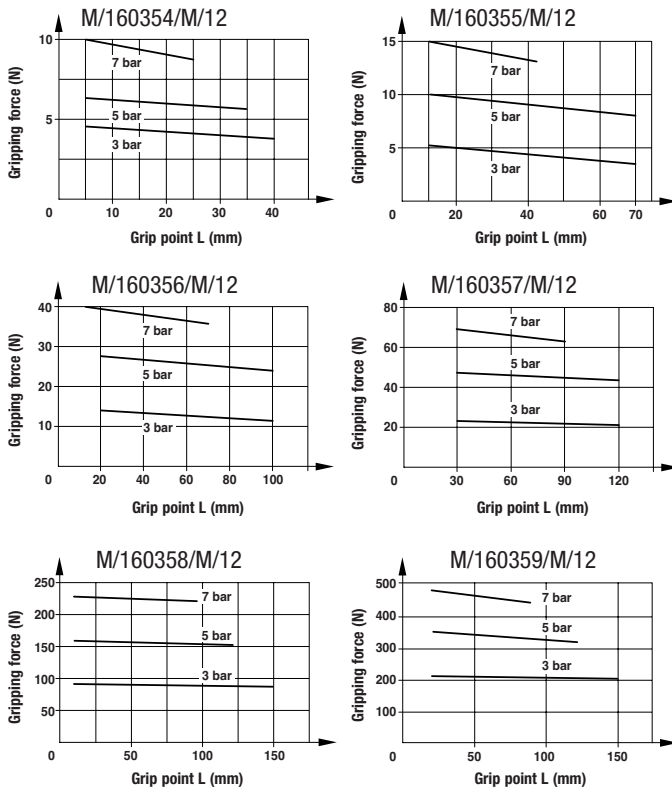 M/160354/M/12
Gripping force (N)
10
5
0
7 bar
5 bar
3 bar
10 20 30 40
Grip point L (mm)
M/160355/M/12
Gripping force (N)
15
10
5
0
7 bar
5 bar
3 bar
20 40 60 70
Grip point L (mm)
M/160356/M/12
Gripping force (N)
40
30
20
10
0
7 bar
5 bar
3 bar
20 40 60 80 100
Grip point L (mm)
M/160357/M/12
Gripping force (N)
80
60
40
20
0
7 bar
5 bar
3 bar
30 60 90 120
Grip point L (mm)
M/160358/M/12
Gripping force (N)
250
200
150
100
50
0
7 bar
5 bar
3 bar
50 100 150
Grip point L (mm)
M/160359/M/12
Gripping force (N)
500
400
300
200
100
0
7 bar
5 bar
3 bar
50 100 150
Grip point L (mm)